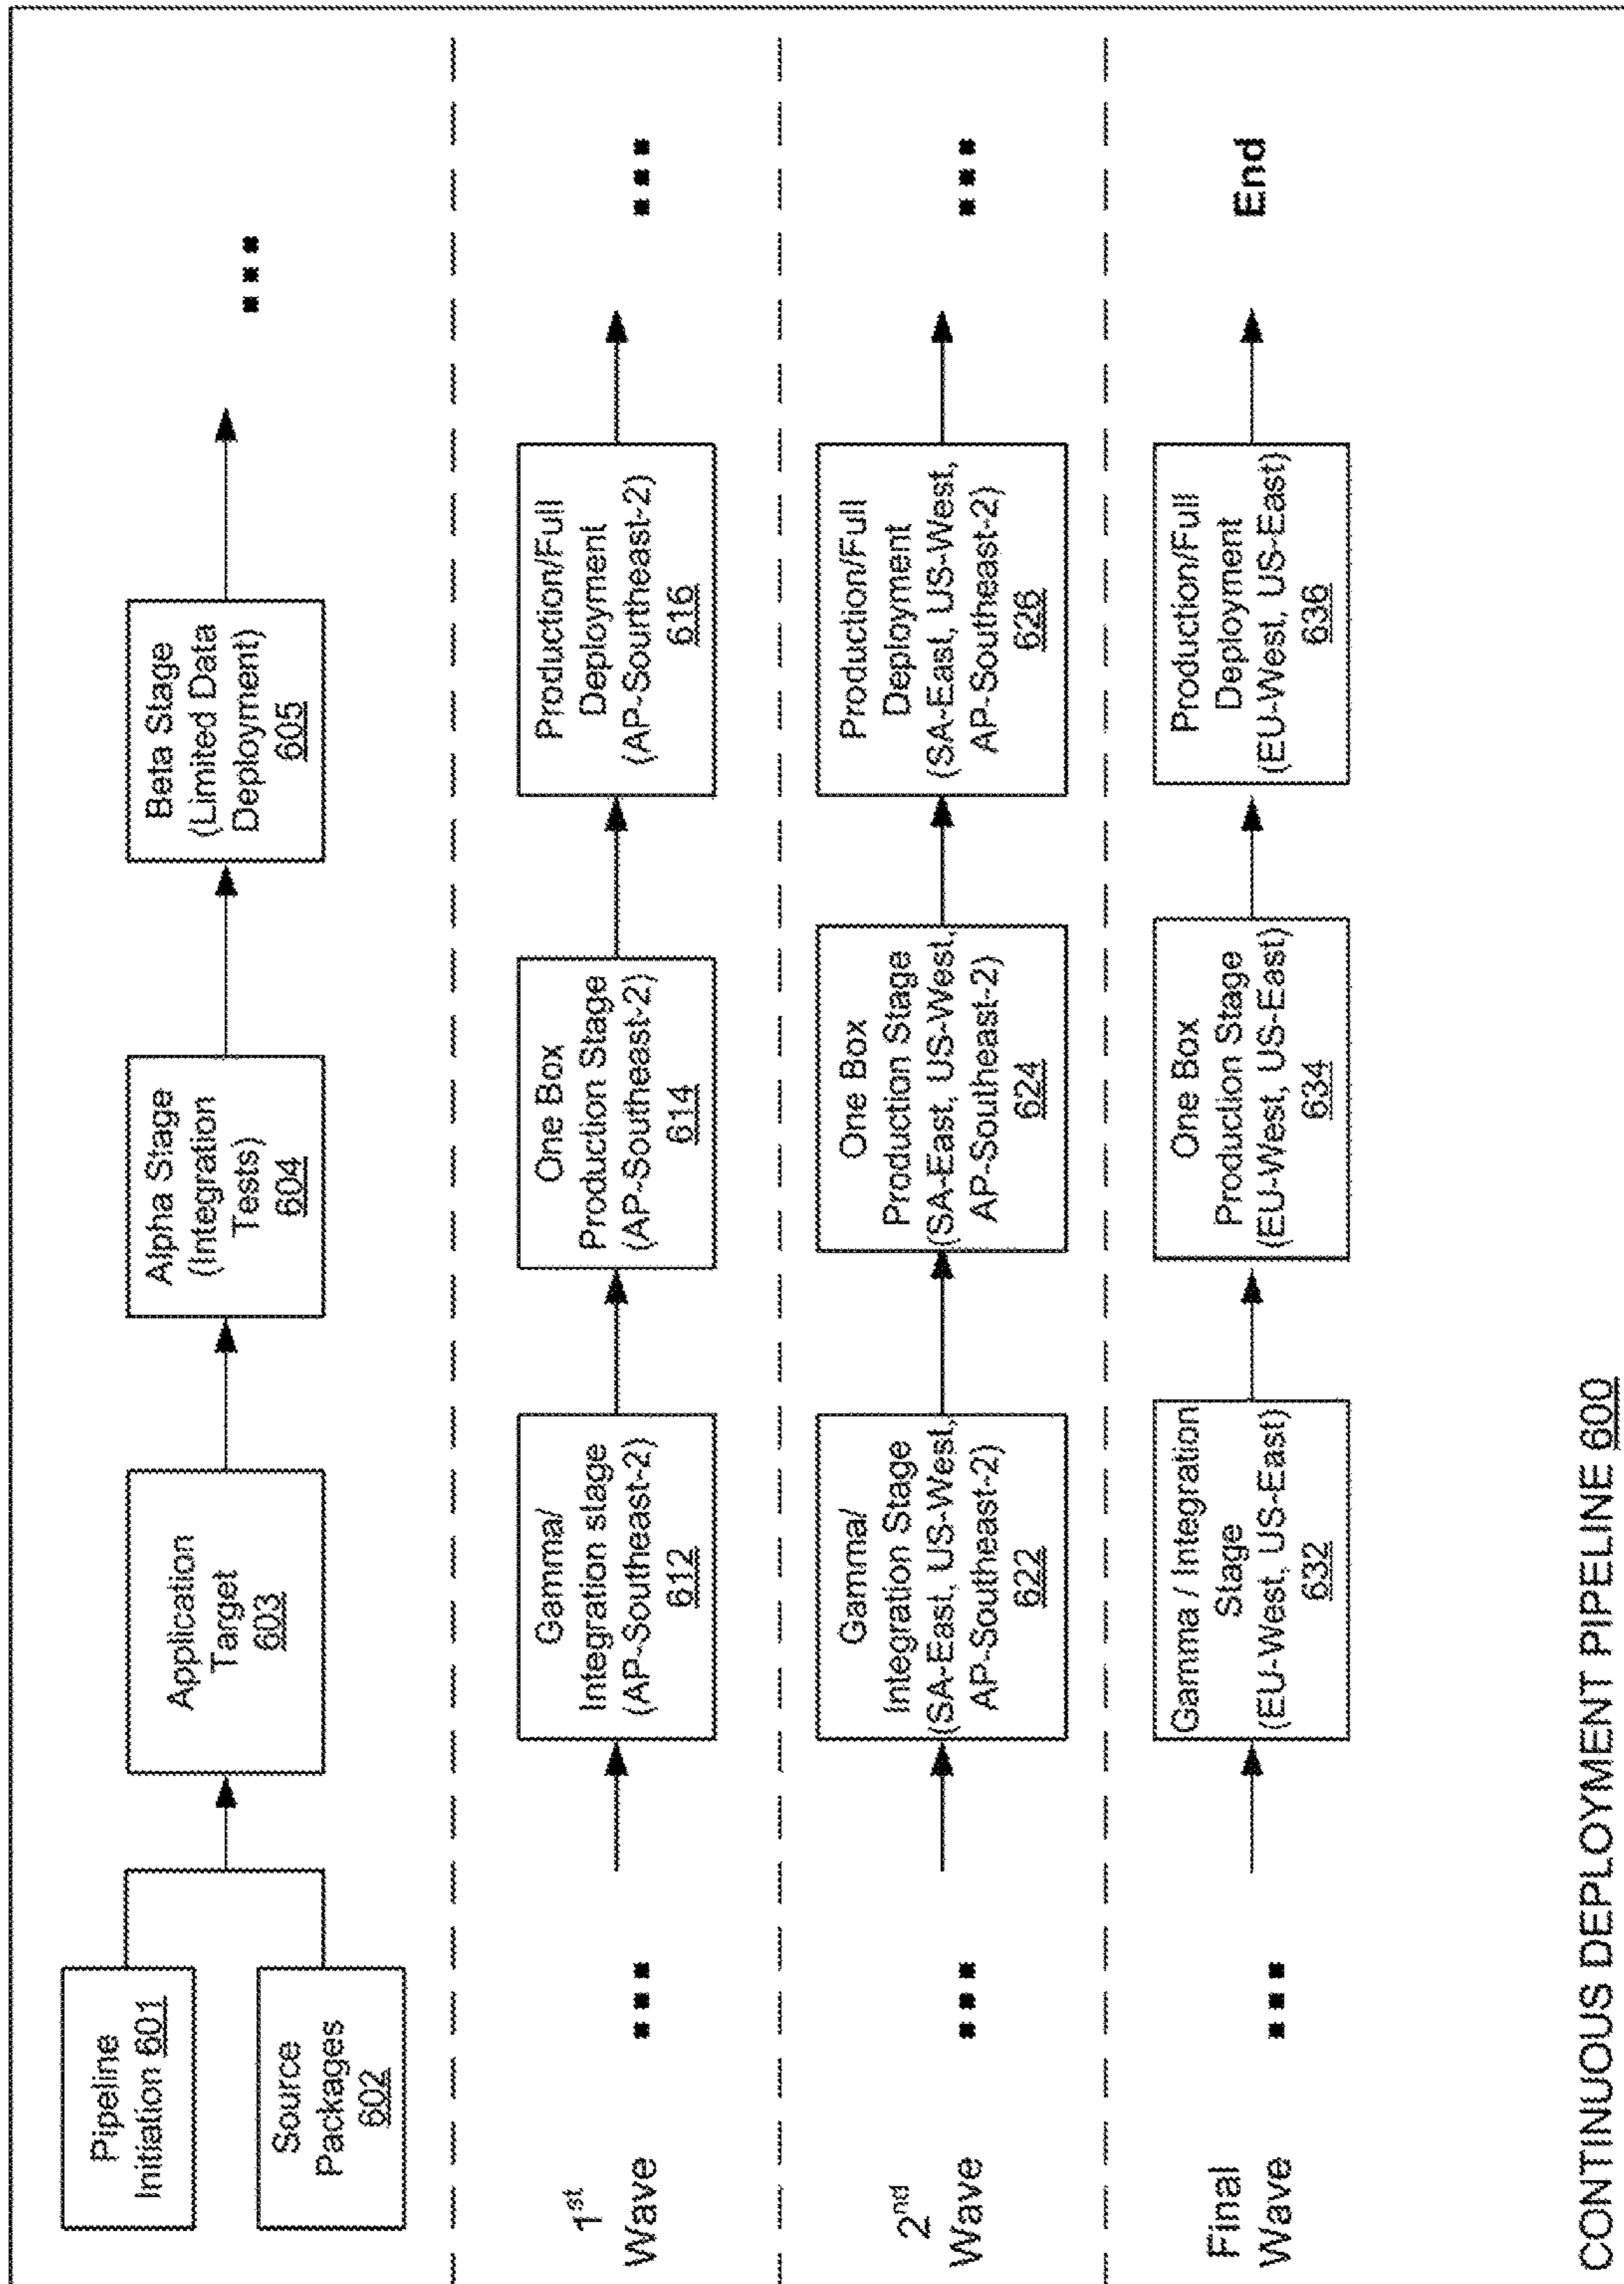 Pipeline
Initiation 601
Source
Packages
602
Application
Target
603
Alpha Stage
(Integration
Tests)
604
Beta Stage
(Limited Data
Deployment)
605
1st
Wave
Gamma/
Integration stage
(AP-Southeast-2)
612
One Box
Production Stage
(AP-Southeast-2)
614
Production/Full
Deployment
(AP-Sourtheast-2)
616
2nd
Wave
Gamma/
Integration Stage
(SA-East, US-West,
AP-Southeast-2)
622
One Box
Production Stage
(SA-East, US-West,
AP-Southeast-2)
624
Production/Full
Deployment
(SA-East, US-West,
AP-Southeast-2)
626
Final
Wave
Gamma / Integration
Stage
(EU-West, US-East)
632
One Box
Production Stage
(EU-West, US-East)
634
Production/Full
Deployment
(EU-West, US-East)
636
End
CONTINUOUS DEPLOYMENT PIPELINE 600